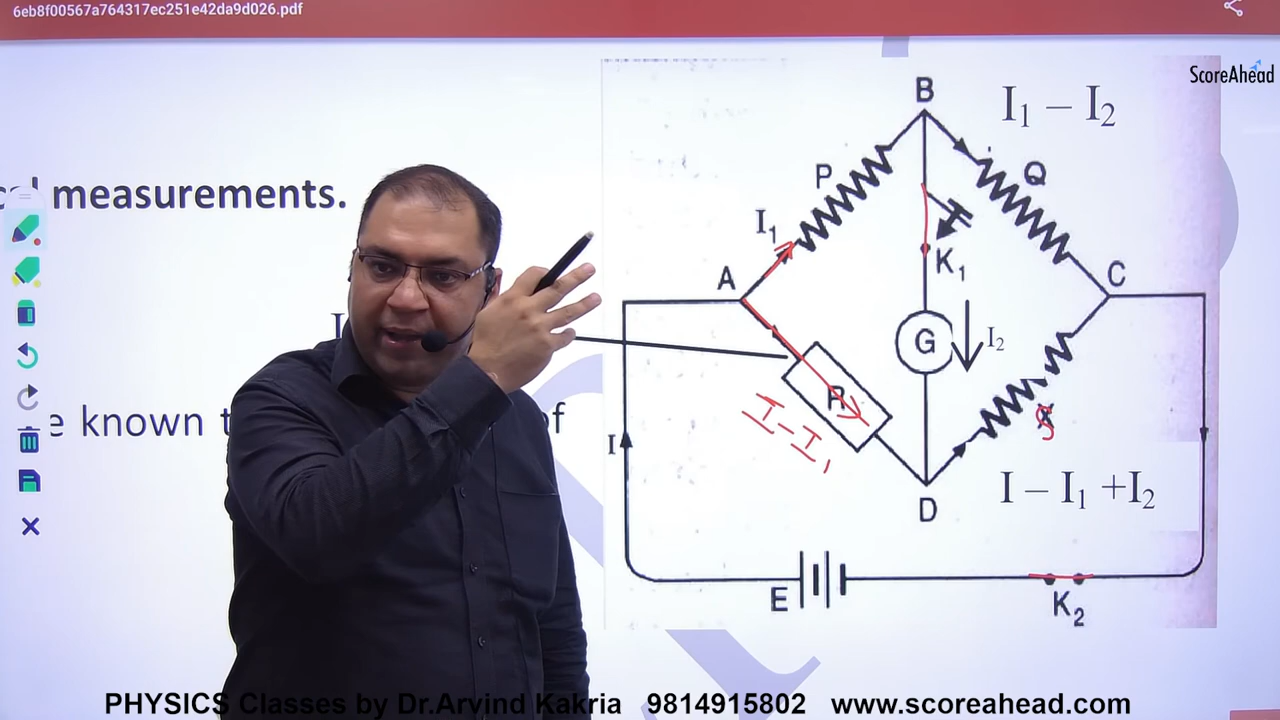 6eb8f00567a764317ec251e42da9d026.pdf
ScoreAhead
measurements.
B
I₁ – I₂
P
Q
I₁
K₁
A
C
G
I₂
R
I-I₁
S
I
D
I – I₁ +I₂
E
K₂
e known
of
PHYSICS Classes by Dr.Arvind Kakria 9814915802 www.scoreahead.com